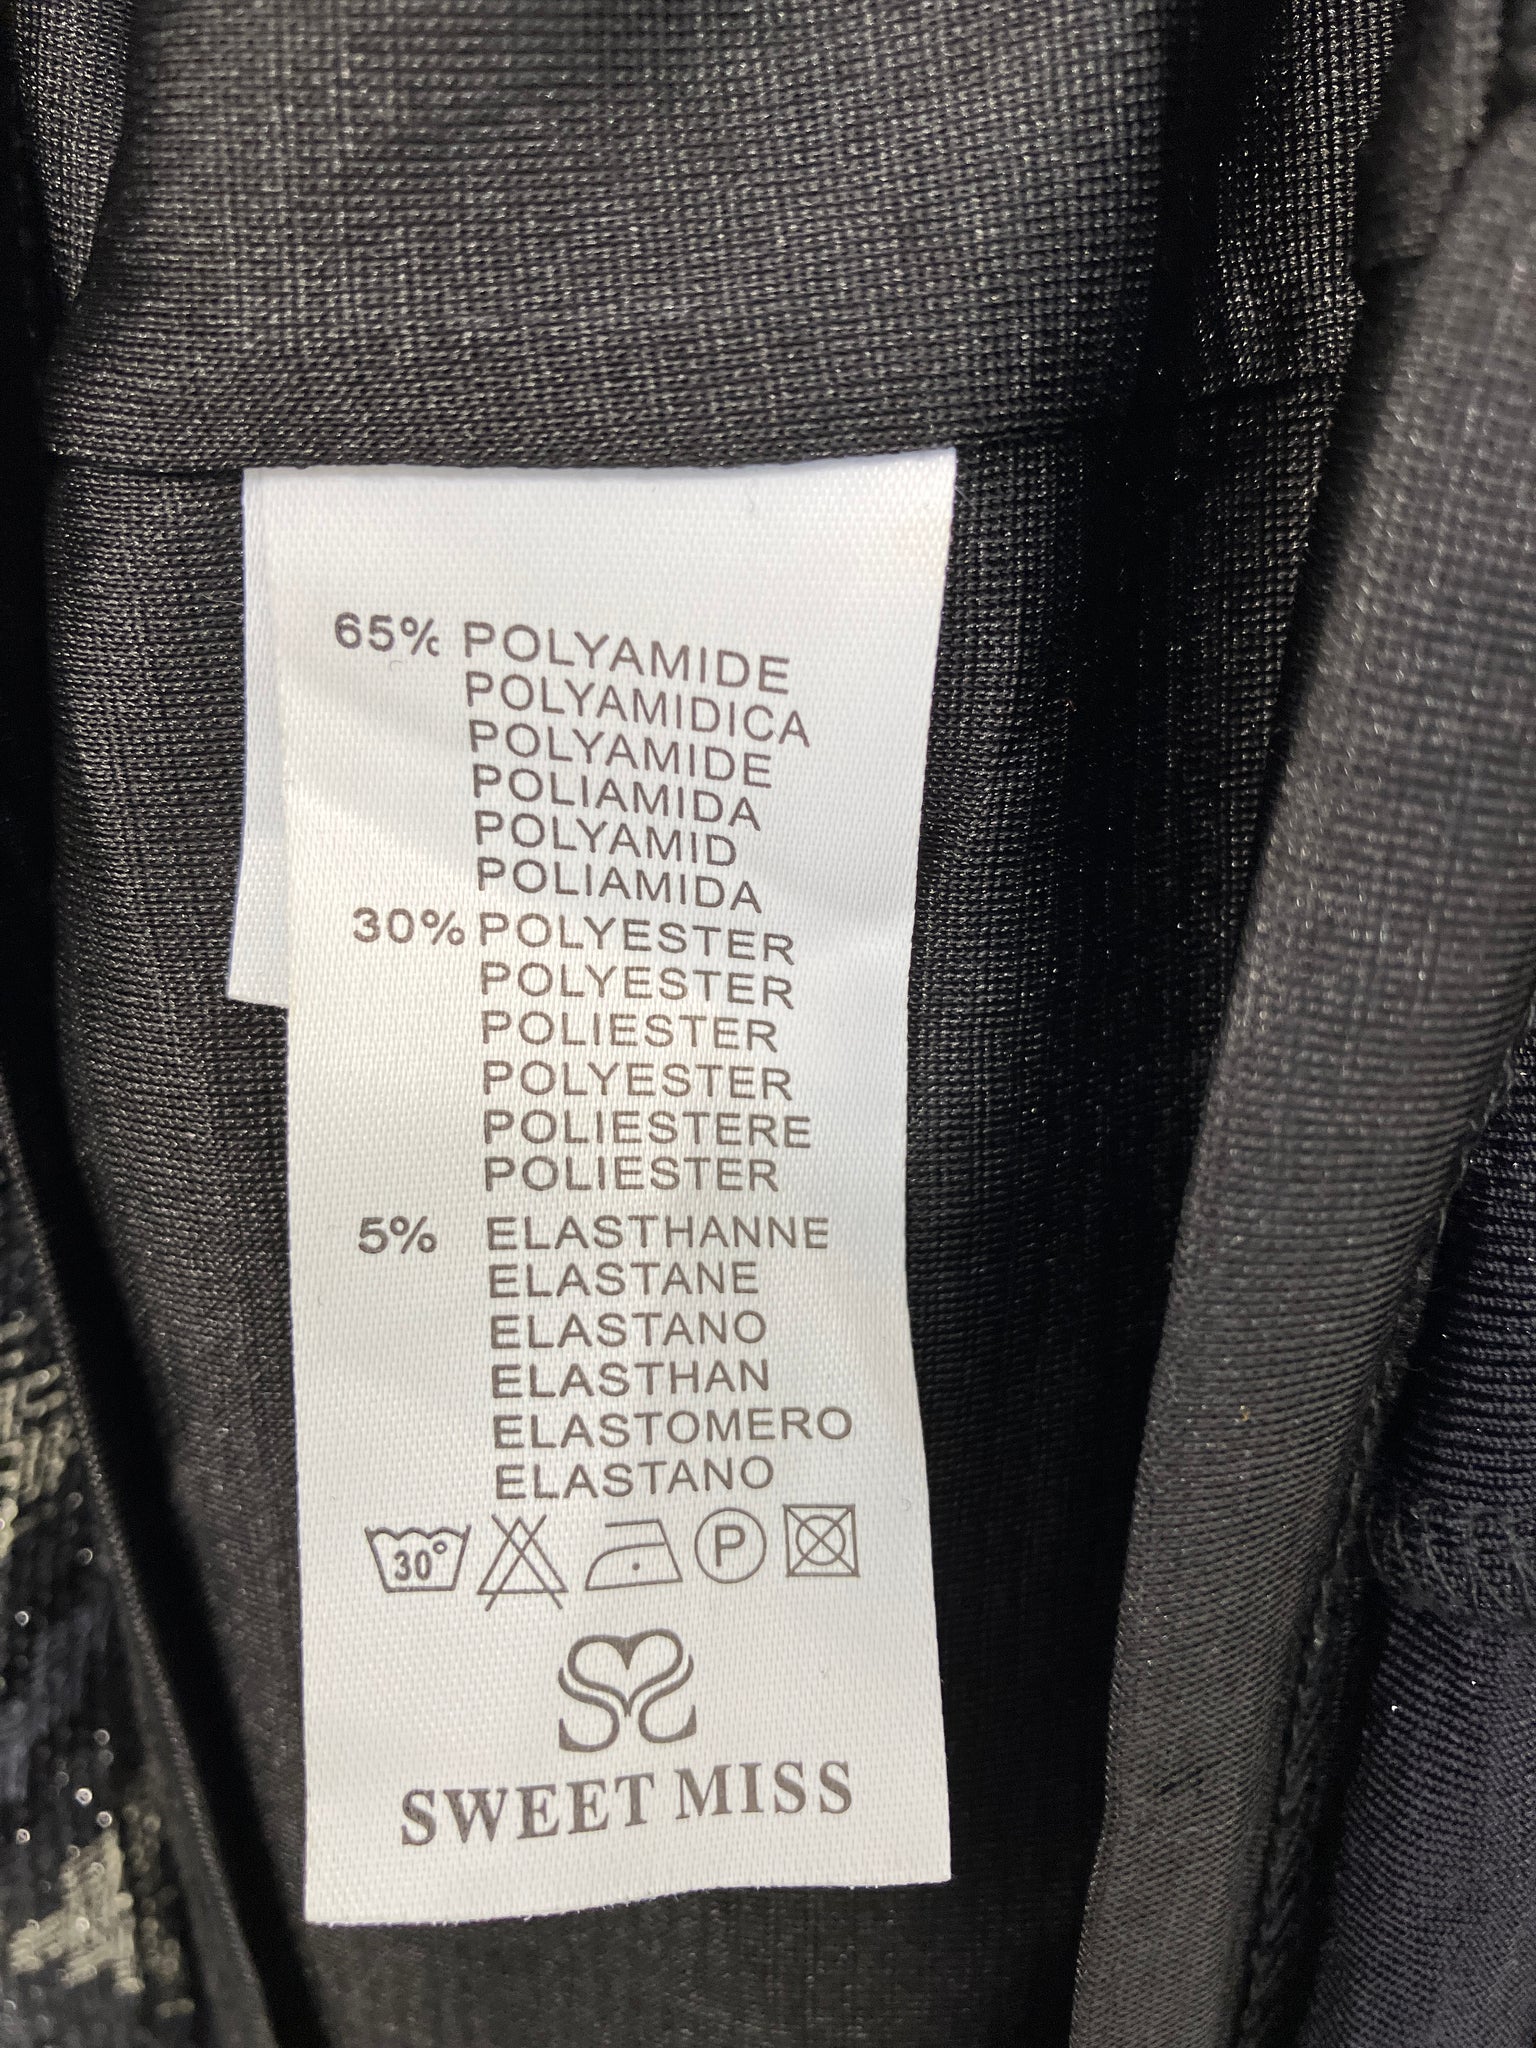 65% POLYAMIDE
POLYAMIDICA
POLYAMIDE
POLIAMIDA
POLYAMID
POLIAMIDA
30% POLYESTER
POLYESTER
POLIESTER
POLYESTER
POLIESTERE
POLIESTER
5% ELASTHANNE
ELASTANE
ELASTANO
ELASTHAN
ELASTOMERO
ELASTANO
30° P
SWEET MISS